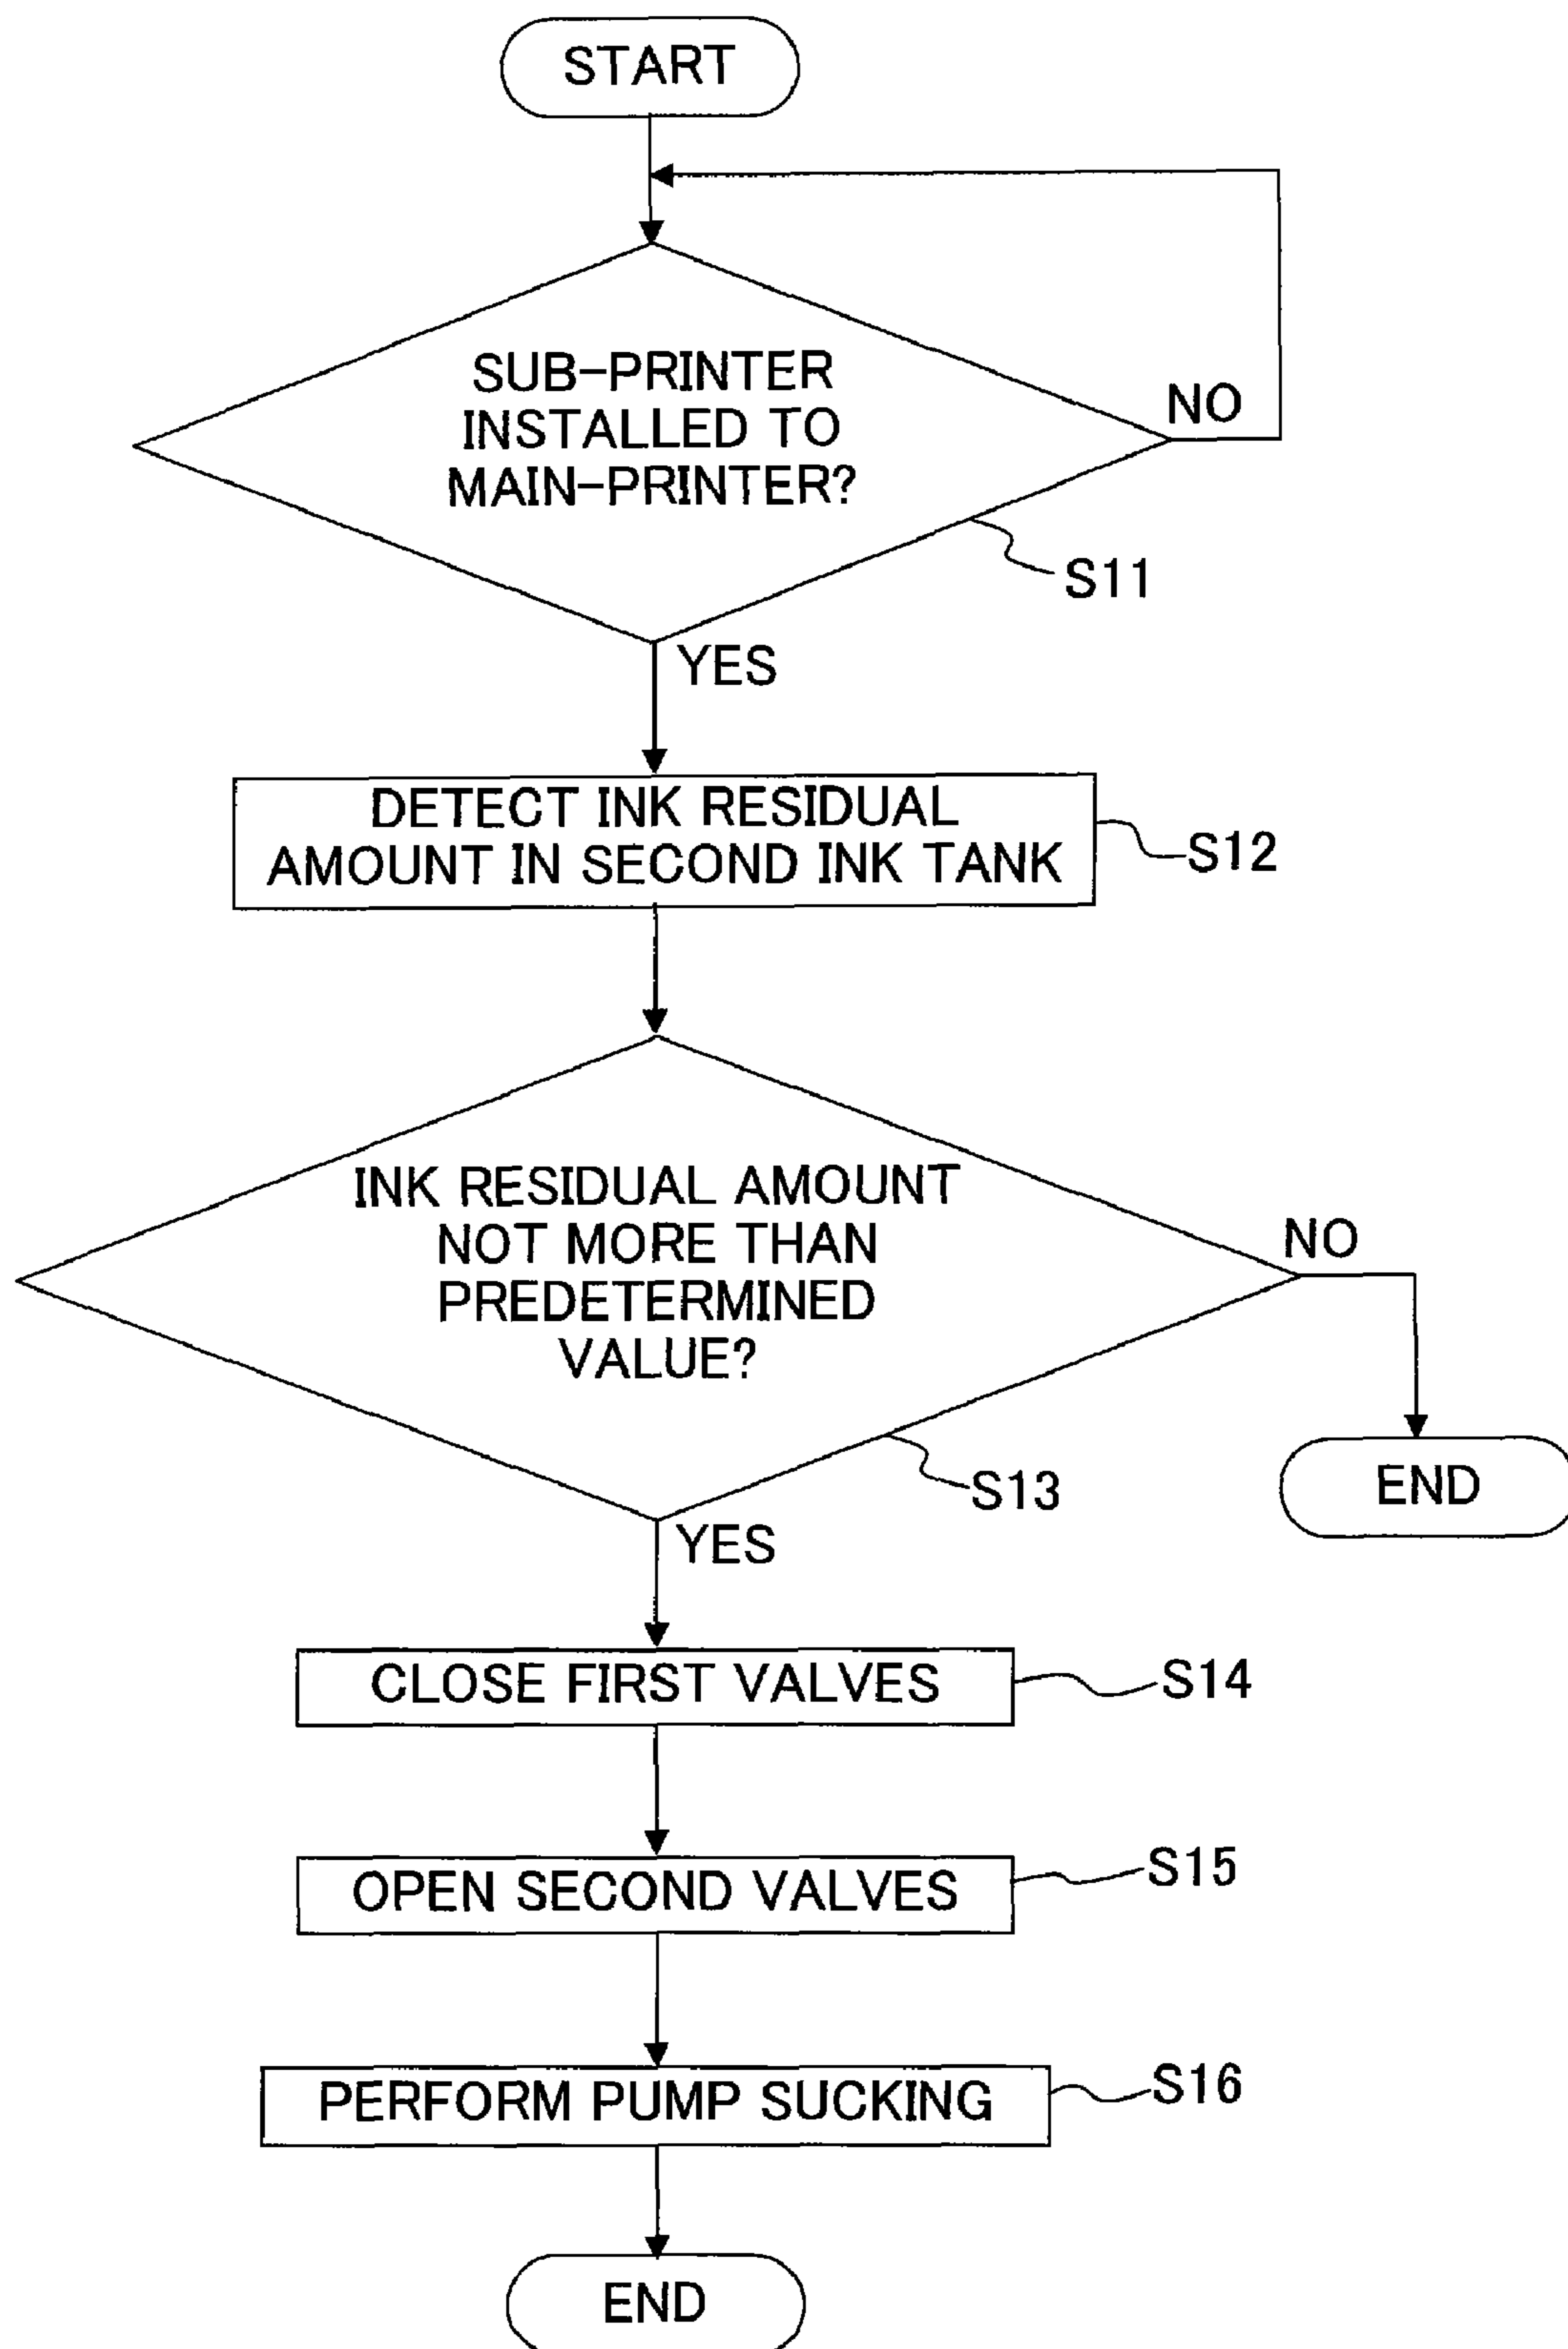 START
SUB-PRINTER
INSTALLED TO
MAIN-PRINTER?
NO
S11
YES
DETECT INK RESIDUAL
AMOUNT IN SECOND INK TANK
S12
INK RESIDUAL AMOUNT
NOT MORE THAN
PREDETERMINED
VALUE?
NO
S13
END
YES
CLOSE FIRST VALVES
S14
OPEN SECOND VALVES
S15
PERFORM PUMP SUCKING
S16
END